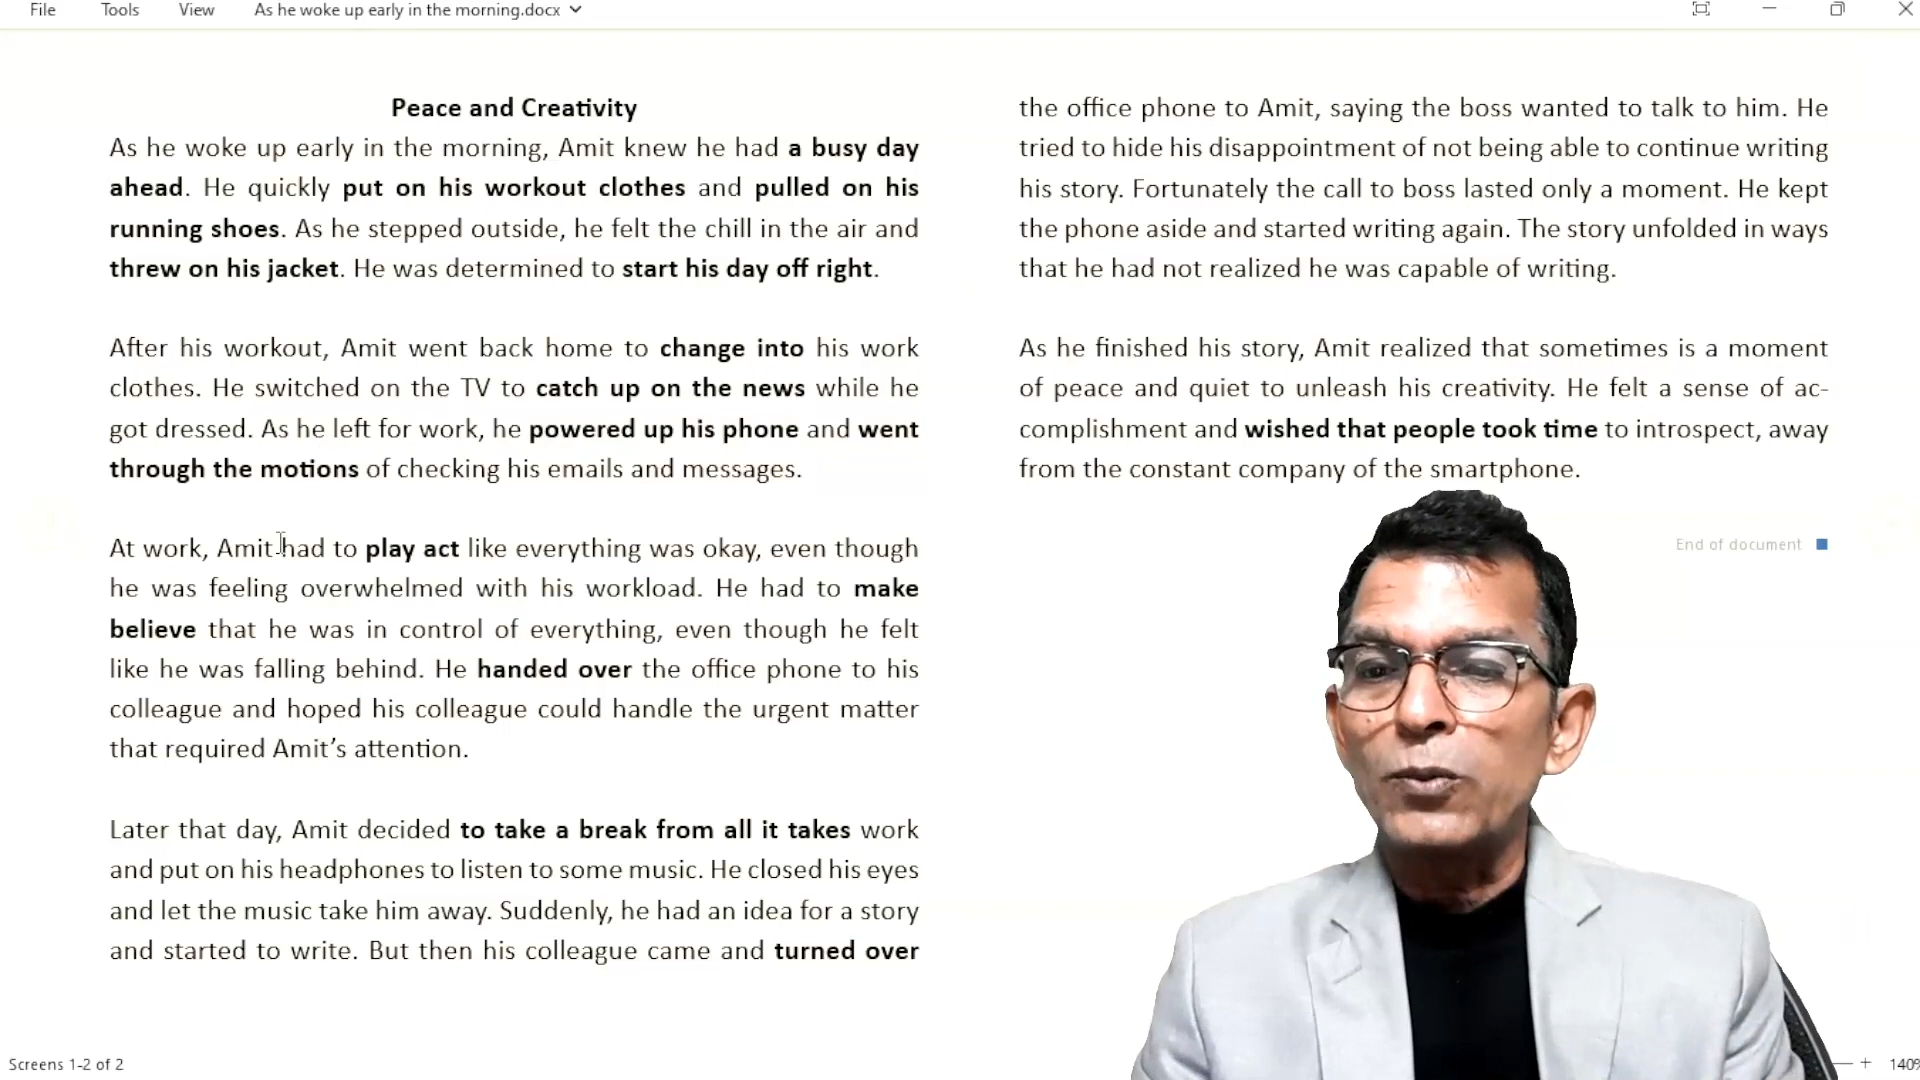 File Tools View As he woke up early in the morning.docx
Peace and Creativity
As he woke up early in the morning, Amit knew he had a busy day
ahead. He quickly put on his workout clothes and pulled on his
running shoes. As he stepped outside, he felt the chill in the air and
threw on his jacket. He was determined to start his day off right.
After his workout, Amit went back home to change into his work
clothes. He switched on the TV to catch up on the news while he
got dressed. As he left for work, he powered up his phone and went
through the motions of checking his emails and messages.
At work, Amit had to play act like everything was okay, even though
he was feeling overwhelmed with his workload. He had to make
believe that he was in control of everything, even though he felt
like he was falling behind. He handed over the office phone to his
colleague and hoped his colleague could handle the urgent matter
that required Amit’s attention.
Later that day, Amit decided to take a break from all it takes work
and put on his headphones to listen to some music. He closed his eyes
and let the music take him away. Suddenly, he had an idea for a story
and started to write. But then his colleague came and turned over
the office phone to Amit, saying the boss wanted to talk to him. He
tried to hide his disappointment of not being able to continue writing
his story. Fortunately the call to boss lasted only a moment. He kept
the phone aside and started writing again. The story unfolded in ways
that he had not realized he was capable of writing.
As he finished his story, Amit realized that sometimes is a moment
of peace and quiet to unleash his creativity. He felt a sense of ac-
complishment and wished that people took time to introspect, away
from the constant company of the smartphone.
End of document
Screens 1-2 of 2
140%